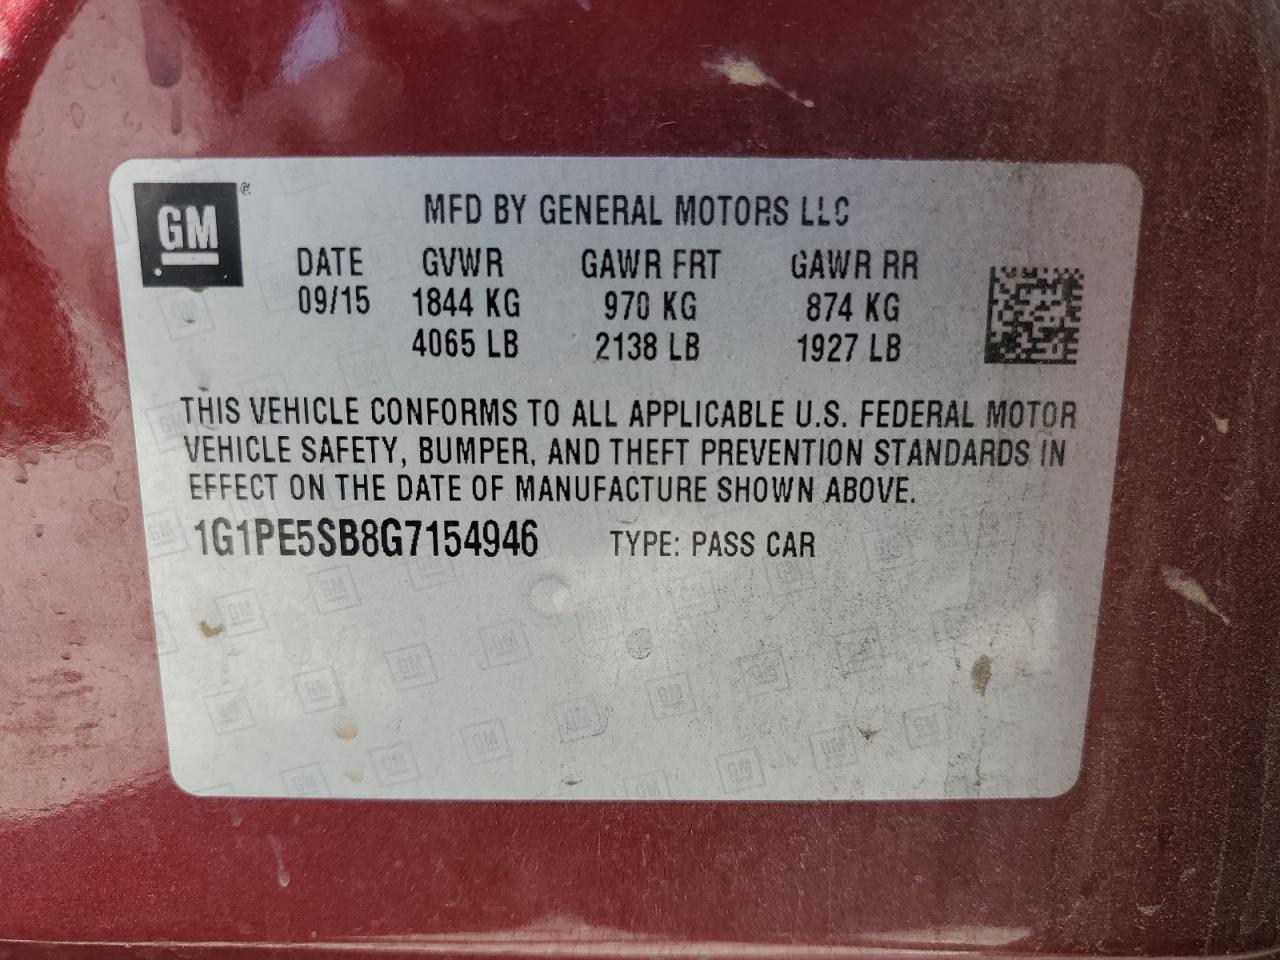 GM®
MFD BY GENERAL MOTORS LLC
DATE GVWR GAWR FRT GAWR RR
09/15 1844 KG 970 KG 874 KG
4065 LB 2138 LB 1927 LB
THIS VEHICLE CONFORMS TO ALL APPLICABLE U.S. FEDERAL MOTOR
VEHICLE SAFETY, BUMPER, AND THEFT PREVENTION STANDARDS IN
EFFECT ON THE DATE OF MANUFACTURE SHOWN ABOVE.
1G1PE5SB8G7154946 TYPE: PASS CAR